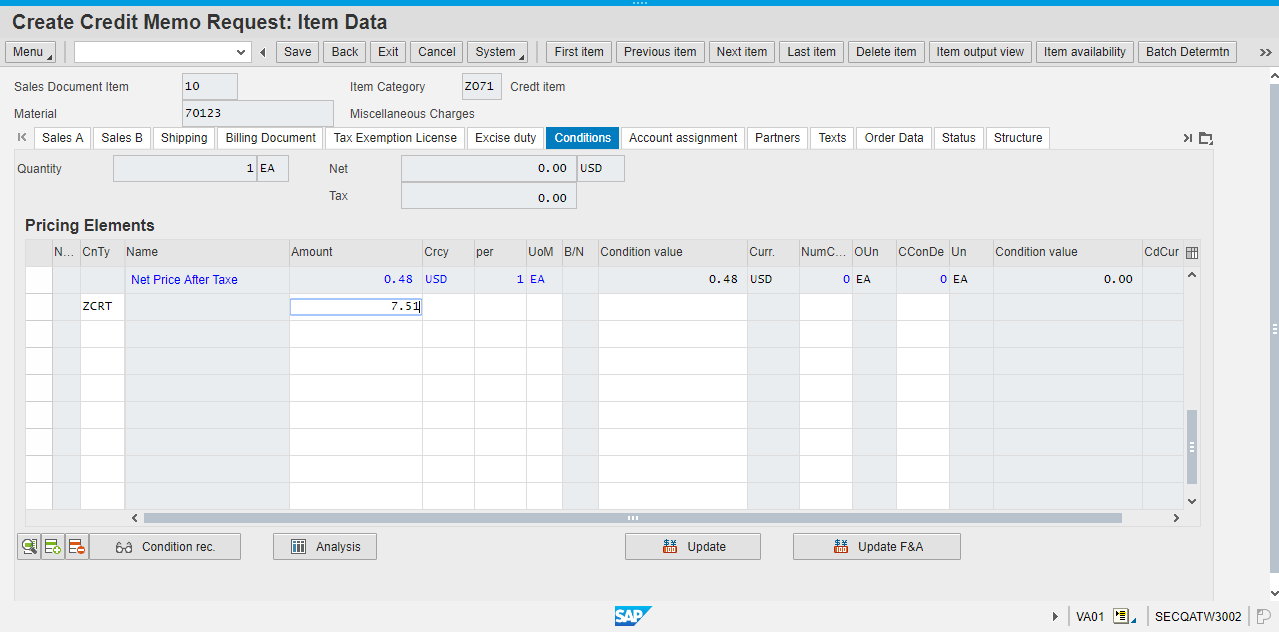 Create Credit Memo Request: Item Data
Menu Save Back Exit Cancel System First item Previous item Next item Last item Delete item Item output view Item availability Batch Determtn
Sales Document Item 10 Item Category ZO71 Credt item
Material 70123 Miscellaneous Charges
Sales A Sales B Shipping Billing Document Tax Exemption License Excise duty Conditions Account assignment Partners Texts Order Data Status Structure
Quantity 1 EA Net 0.00 USD
Tax 0.00
Pricing Elements
N... CnTy Name Amount Crcy per UoM B/N Condition value Curr. NumC... OUn CConDe Un Condition value CdCur
Net Price After Taxe 0.48 USD 1 EA 0.48 USD 0 EA 0 EA 0.00
ZCRT 7.51
Condition rec. Analysis Update Update F&A
SAP VA01 SECQATW3002